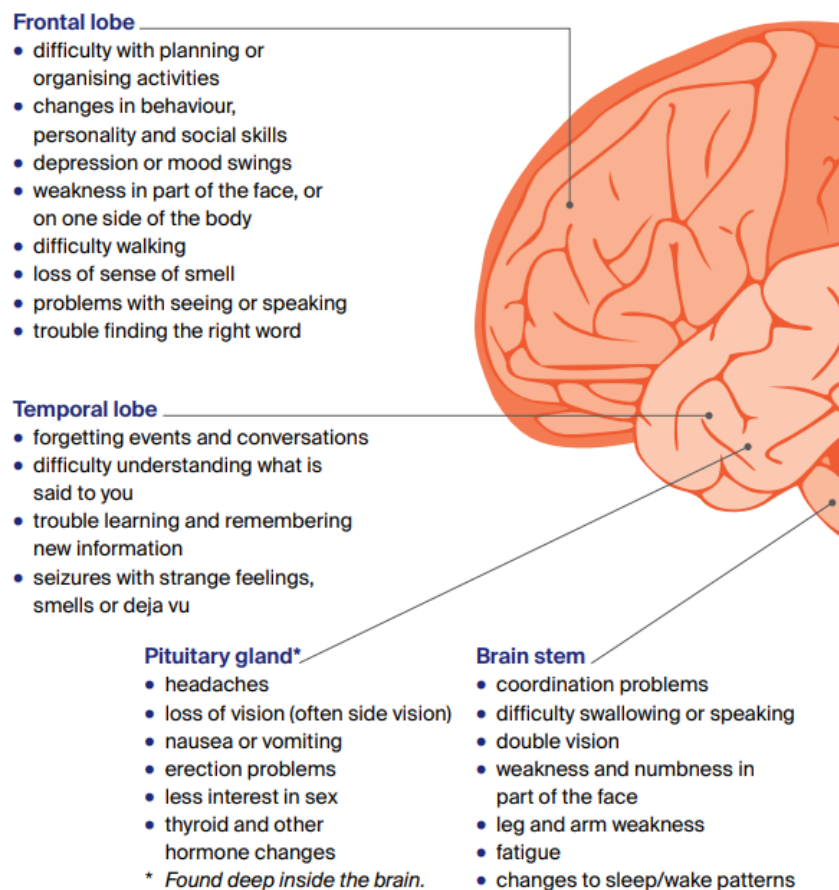 Frontal lobe
• difficulty with planning or
organising activities
• changes in behaviour,
personality and social skills
• depression or mood swings
• weakness in part of the face, or
on one side of the body
• difficulty walking
• loss of sense of smell
• problems with seeing or speaking
• trouble finding the right word
Temporal lobe
• forgetting events and conversations
• difficulty understanding what is
said to you
• trouble learning and remembering
new information
• seizures with strange feelings,
smells or deja vu
Pituitary gland*
• headaches
• loss of vision (often side vision)
• nausea or vomiting
• erection problems
• less interest in sex
• thyroid and other
hormone changes
* Found deep inside the brain.
Brain stem
• coordination problems
• difficulty swallowing or speaking
• double vision
• weakness and numbness in
part of the face
• leg and arm weakness
• fatigue
• changes to sleep/wake patterns